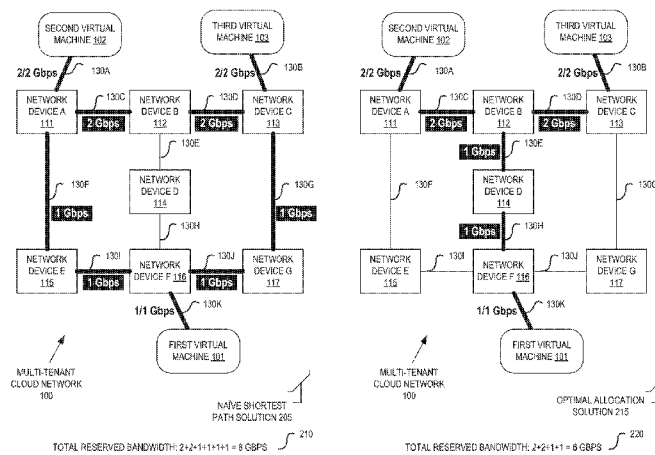 SECOND VIRTUAL
MACHINE 102
THIRD VIRTUAL
MACHINE 103
2/2 Gbps
130A
2/2 Gbps
130B
NETWORK
DEVICE A
111
130C
2 Gbps
NETWORK
DEVICE B
112
130D
2 Gbps
NETWORK
DEVICE C
113
130E
130F
1 Gbps
NETWORK
DEVICE D
114
130G
1 Gbps
130H
NETWORK
DEVICE E
115
130I
1 Gbps
NETWORK
DEVICE F 116
130J
1 Gbps
NETWORK
DEVICE G
117
1/1 Gbps
130K
FIRST VIRTUAL
MACHINE 101
MULTI-TENANT
CLOUD NETWORK
100
NAÏVE SHORTEST
PATH SOLUTION 205
210
TOTAL RESERVED BANDWIDTH: 2+2+1+1+1+1 = 8 GBPS
SECOND VIRTUAL
MACHINE 102
THIRD VIRTUAL
MACHINE 103
2/2 Gbps
130A
2/2 Gbps
130B
NETWORK
DEVICE A
111
130C
2 Gbps
NETWORK
DEVICE B
112
130D
2 Gbps
NETWORK
DEVICE C
113
1 Gbps
130E
130F
NETWORK
DEVICE D
114
130G
1 Gbps
130H
NETWORK
DEVICE E
115
130I
NETWORK
DEVICE F 116
130J
NETWORK
DEVICE G
117
1/1 Gbps
130K
FIRST VIRTUAL
MACHINE 101
MULTI-TENANT
CLOUD NETWORK
100
OPTIMAL ALLOCATION
SOLUTION 215
220
TOTAL RESERVED BANDWIDTH: 2+2+1+1 = 6 GBPS